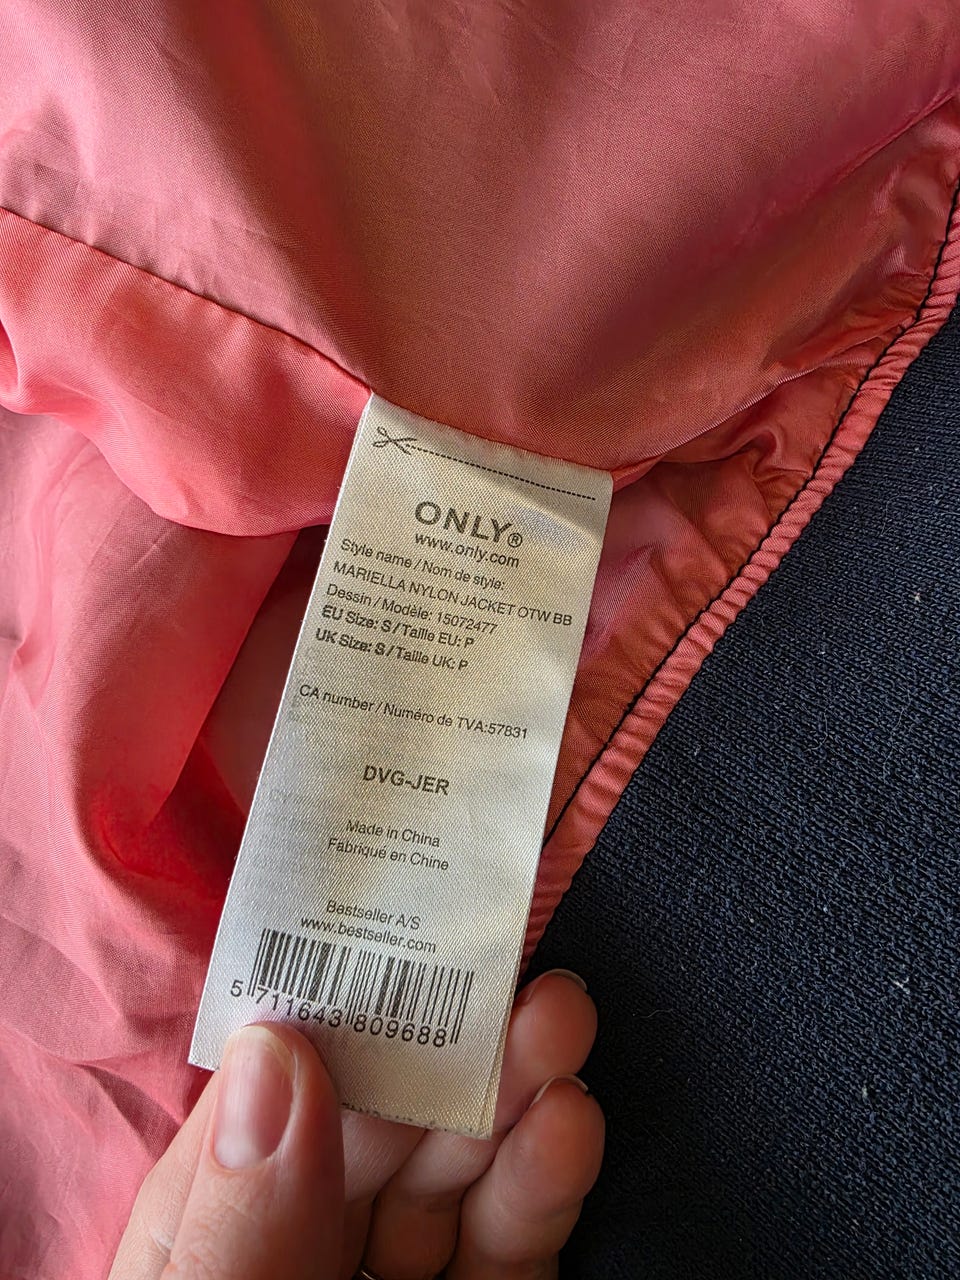 ONLY®
www.only.com
Style name / Nom de style:
MARIELLA NYLON JACKET OTW BB
Dessin / Modèle: 15072477
EU Size: S / Taille EU: P
UK Size: S / Taille UK: P
CA number / Numéro de TVA:57831
DVG-JER
Made in China
Fabriqué en Chine
Bestseller A/S
www.bestseller.com
5 711643 809688